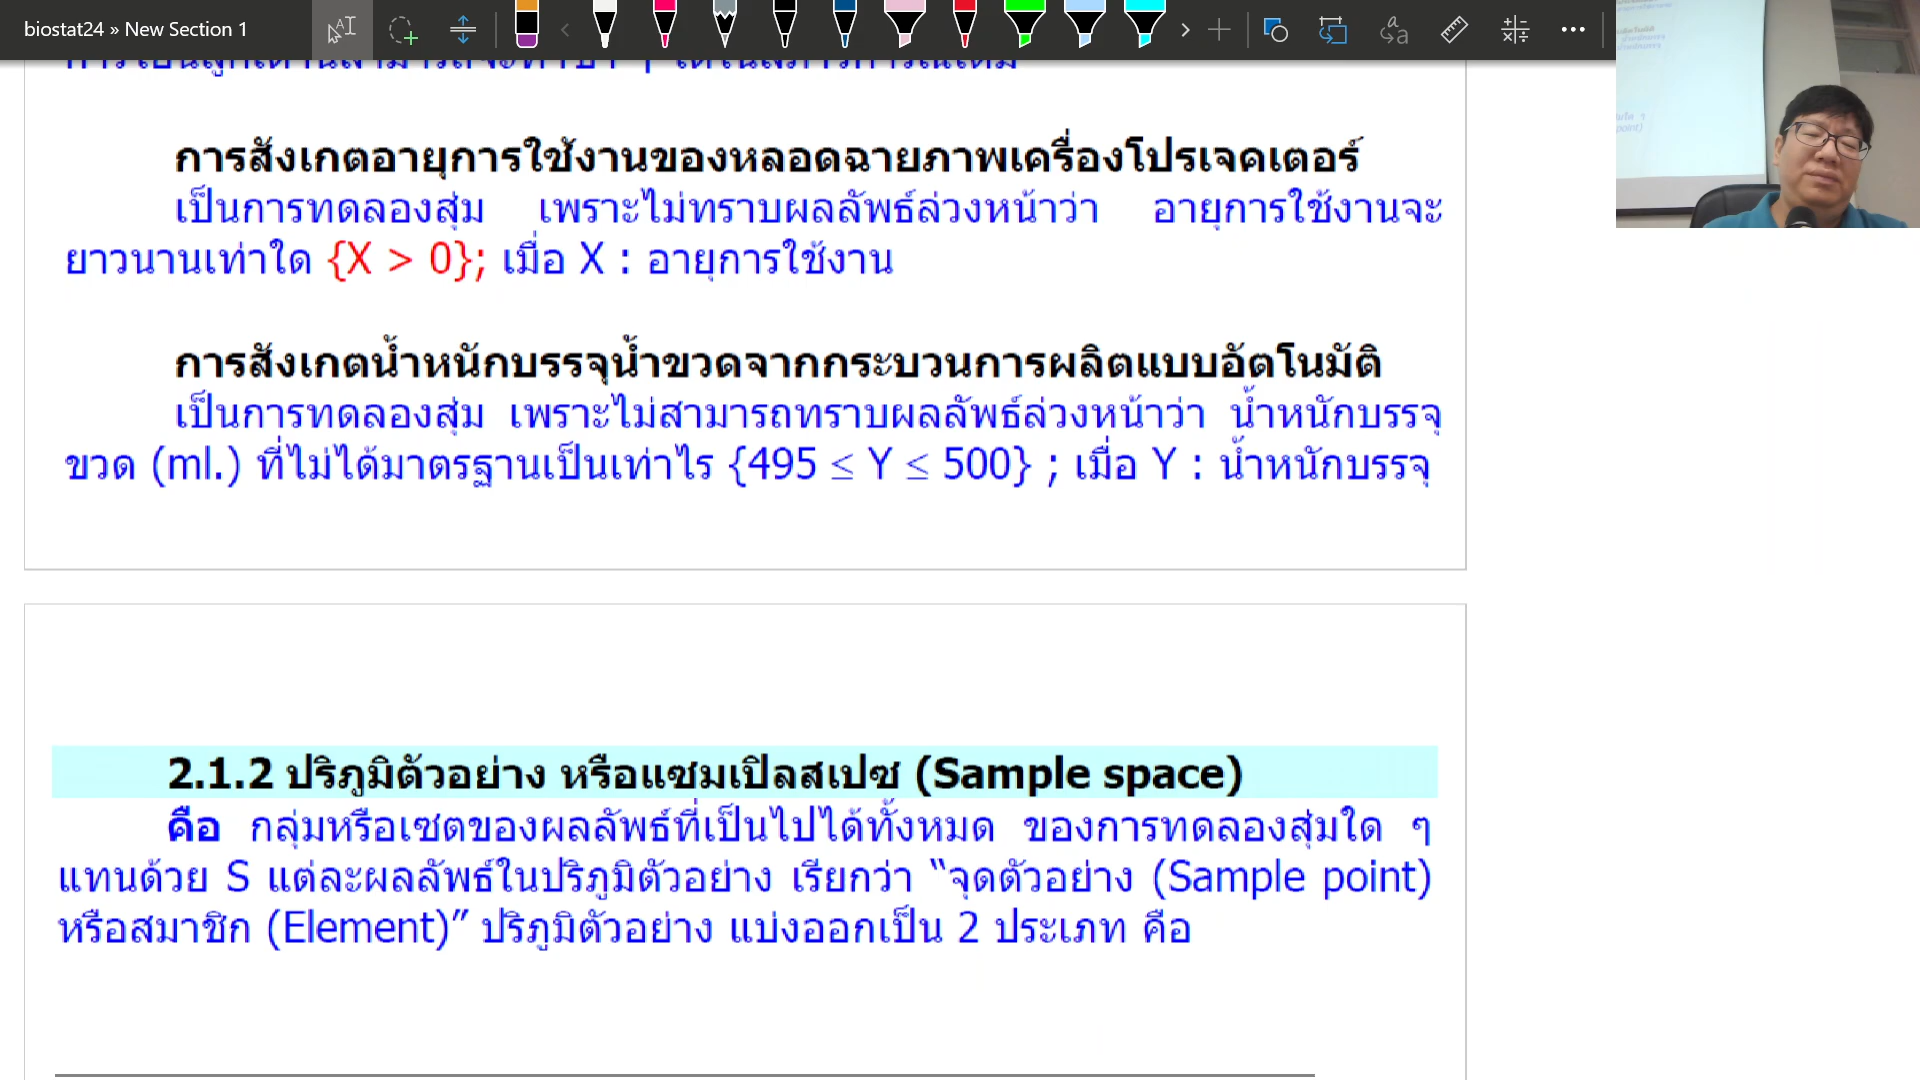 biostat24 » New Section 1
การสังเกตอายุการใช้งานของหลอดฉายภาพเครื่องโปรเจคเตอร์
เป็นการทดลองสุ่ม เพราะไม่ทราบผลลัพธ์ล่วงหน้าว่า อายุการใช้งานจะ
ยาวนานเท่าใด {X > 0}; เมื่อ X : อายุการใช้งาน
การสังเกตน้ำหนักบรรจุน้ำขวดจากกระบวนการผลิตแบบอัตโนมัติ
เป็นการทดลองสุ่ม เพราะไม่สามารถทราบผลลัพธ์ล่วงหน้าว่า น้ำหนักบรรจุ
ขวด (ml.) ที่ไม่ได้มาตรฐานเป็นเท่าไร {495 ≤ Y ≤ 500} ; เมื่อ Y : น้ำหนักบรรจุ
2.1.2 ปริภูมิตัวอย่าง หรือแซมเปิลสเปซ (Sample space)
คือ กลุ่มหรือเซตของผลลัพธ์ที่เป็นไปได้ทั้งหมด ของการทดลองสุ่มใด ๆ
แทนด้วย S แต่ละผลลัพธ์ในปริภูมิตัวอย่าง เรียกว่า “จุดตัวอย่าง (Sample point)
หรือสมาชิก (Element)” ปริภูมิตัวอย่าง แบ่งออกเป็น 2 ประเภท คือ